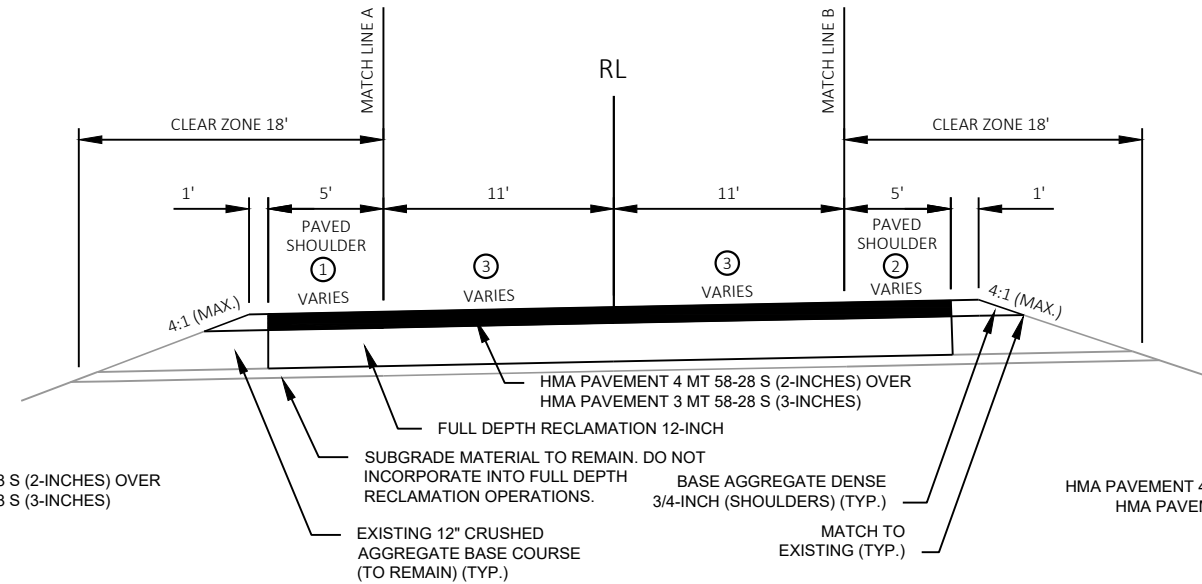 MATCH LINE A
MATCH LINE B
RL
CLEAR ZONE 18'
CLEAR ZONE 18'
1'
5'
11'
11'
5'
1'
PAVED
SHOULDER
1
VARIES
3
VARIES
3
VARIES
PAVED
SHOULDER
2
VARIES
4:1 (MAX.)
4:1 (MAX.)
HMA PAVEMENT 4 MT 58-28 S (2-INCHES) OVER
HMA PAVEMENT 3 MT 58-28 S (3-INCHES)
FULL DEPTH RECLAMATION 12-INCH
SUBGRADE MATERIAL TO REMAIN. DO NOT
INCORPORATE INTO FULL DEPTH
RECLAMATION OPERATIONS.
EXISTING 12" CRUSHED
AGGREGATE BASE COURSE
(TO REMAIN) (TYP.)
BASE AGGREGATE DENSE
3/4-INCH (SHOULDERS) (TYP.)
MATCH TO
EXISTING (TYP.)
S (2-INCHES) OVER
S (3-INCHES)
HMA PAVEMENT 4
HMA PAVEM